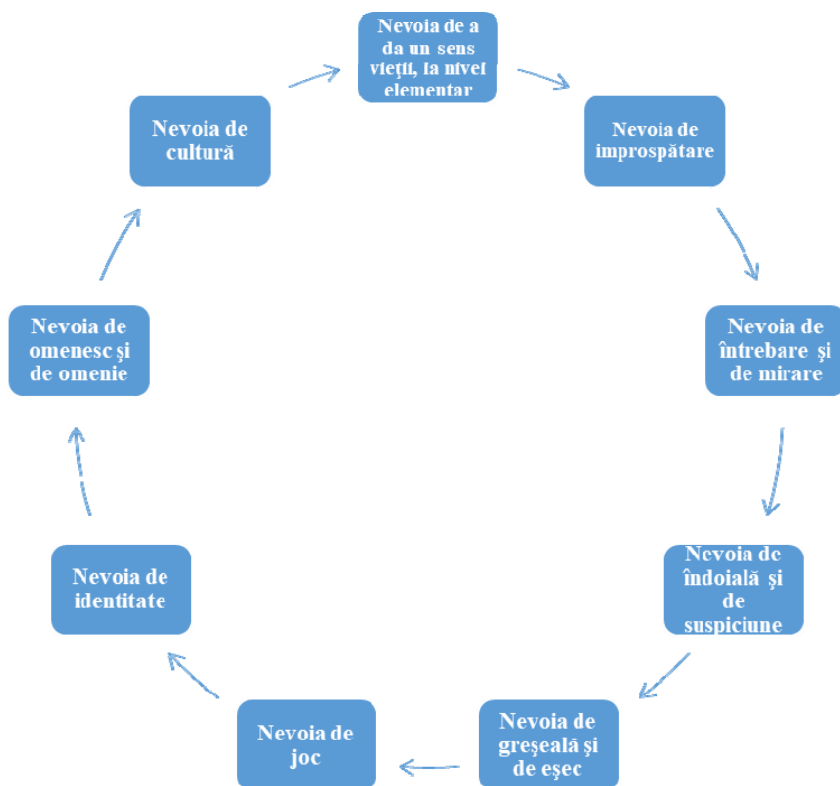 Nevoia de a
da un sens
vieţii, la nivel
elementar
Nevoia de
improspătare
Nevoia de
întrebare şi
de mirare
Nevoia de
îndoială şi
de
suspiciune
Nevoia de
greşeală şi
de eşec
Nevoia de
joc
Nevoia de
identitate
Nevoia de
omenesc şi
de omenie
Nevoia de
cultură